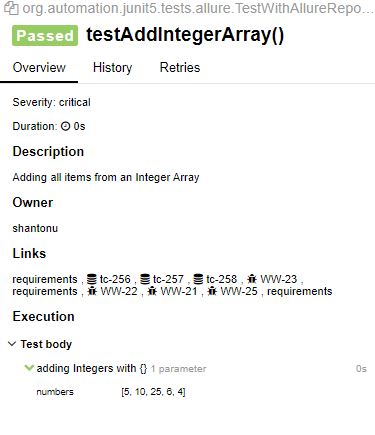 org.automation.junit5.tests.allure.TestWithAllureRepo...
Passed testAddIntegerArray()
Overview History Retries
Severity: critical
Duration: 0s
Description
Adding all items from an Integer Array
Owner
shantonu
Links
requirements , tc-256 , tc-257 , tc-258 , WW-23 ,
requirements , WW-22 , WW-21 , WW-25 , requirements
Execution
Test body
adding Integers with {} 1 parameter 0s
numbers [5, 10, 25, 6, 4]